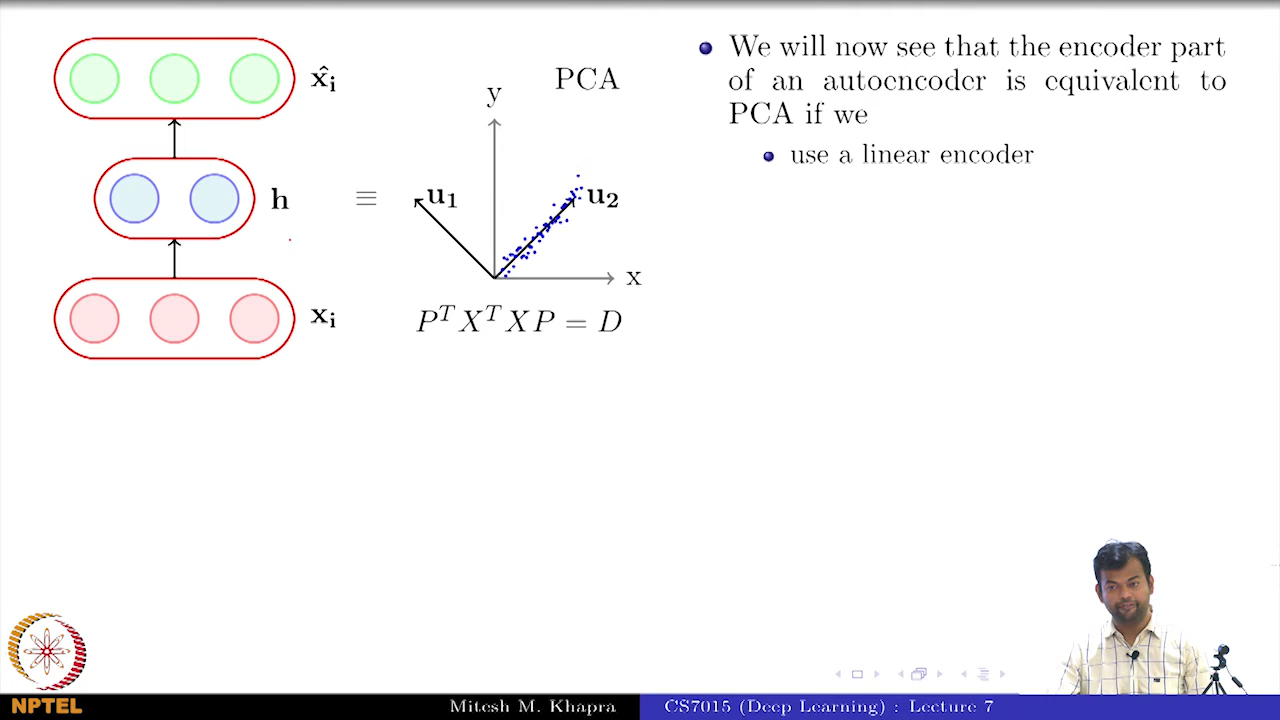 x̂ᵢ
PCA
y
h
≡
u₁
u₂
x
xᵢ
PᵀXᵀXP = D
We will now see that the encoder part
of an autoencoder is equivalent to
PCA if we
use a linear encoder
NPTEL
Mitesh M. Khapra
CS7015 (Deep Learning) : Lecture 7